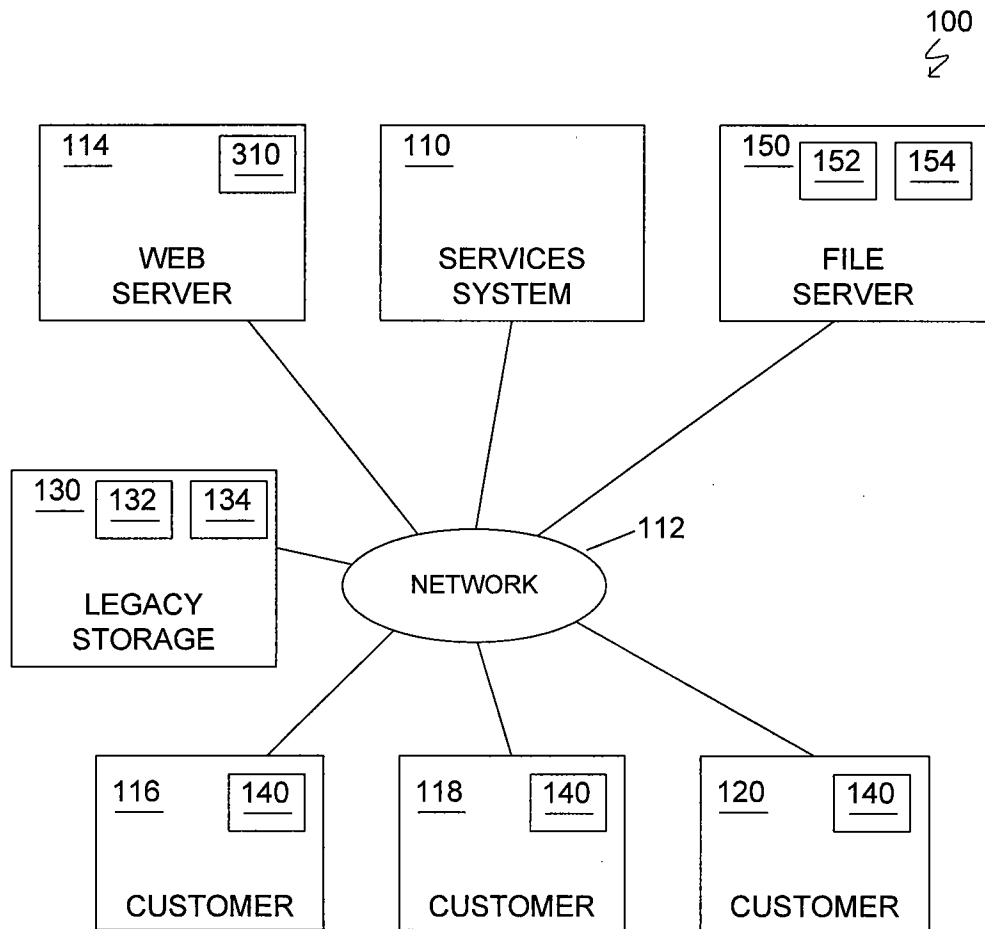 100
114
310
WEB
SERVER
110
SERVICES
SYSTEM
150
152
154
FILE
SERVER
130
132
134
LEGACY
STORAGE
NETWORK
112
116
140
CUSTOMER
118
140
CUSTOMER
120
140
CUSTOMER